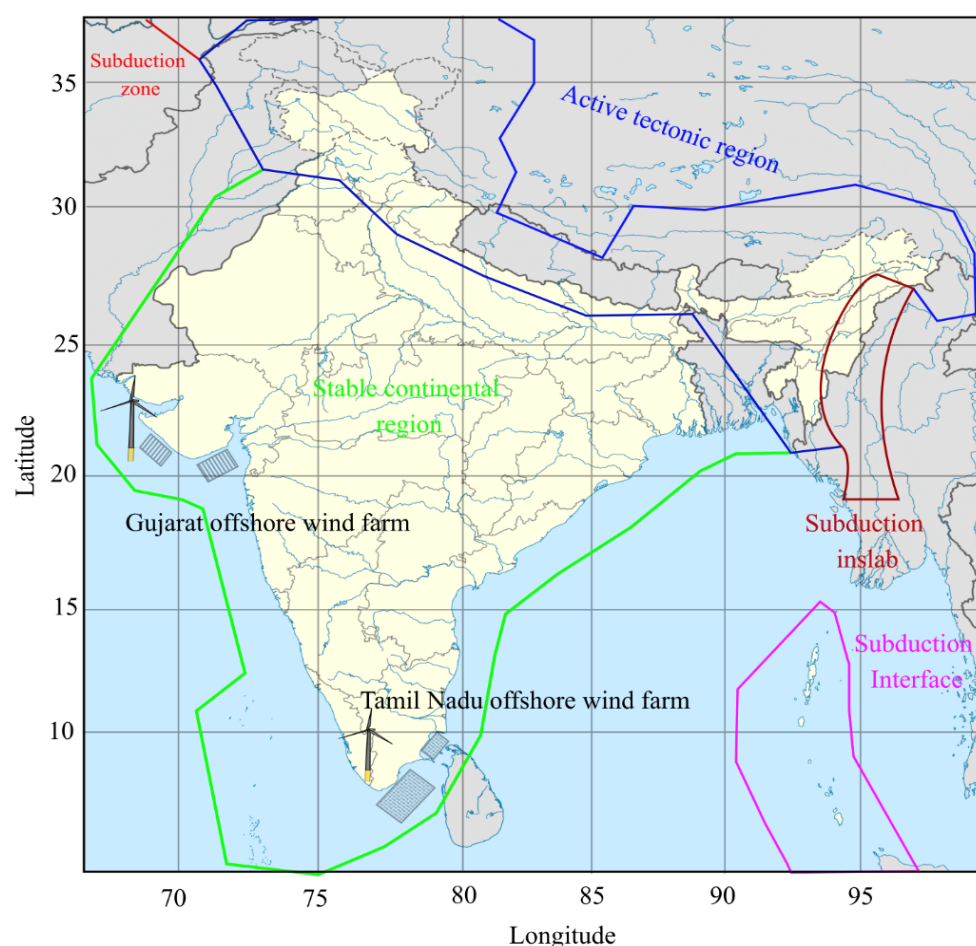 Subduction
zone
35
Active tectonic region
30
25
Stable continental
region
Latitude
20
Gujarat offshore wind farm
Subduction
inslab
15
Subduction
Interface
Tamil Nadu offshore wind farm
10
70
75
80
85
90
95
Longitude